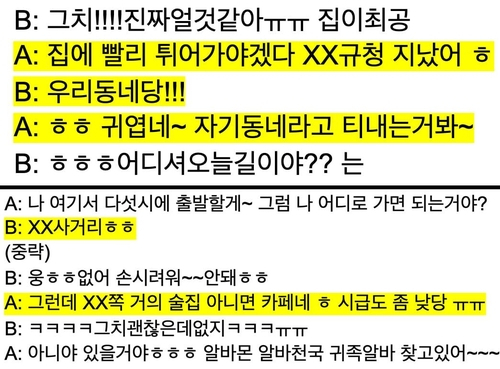 B: 그치!!!!진짜얼것같아ㅠㅠ 집이최공
A: 집에 빨리 튀어가야겠다 XX규청 지났어 ㅎ
B: 우리동네당!!!
A: ㅎㅎ 귀엽네~ 자기동네라고 티내는거봐~
B: ㅎㅎㅎ어디셔오늘길이야?? 는
A: 나 여기서 다섯시에 출발할게~ 그럼 나 어디로 가면 되는거야?
B: XX사거리ㅎㅎ
(중략)
B: 웅ㅎㅎ없어 손시려워~~안돼ㅎㅎ
A: 그런데 XX쪽 거의 술집 아니면 카페네 ㅎ 시급도 좀 낮당 ㅠㅠ
B: ㅋㅋㅋㅋ그치괜찮은데없지ㅋㅋㅋㅠㅠ
A: 아니야 있을거야ㅎㅎㅎ 알바몬 알바천국 귀족알바 찾고있어~~~